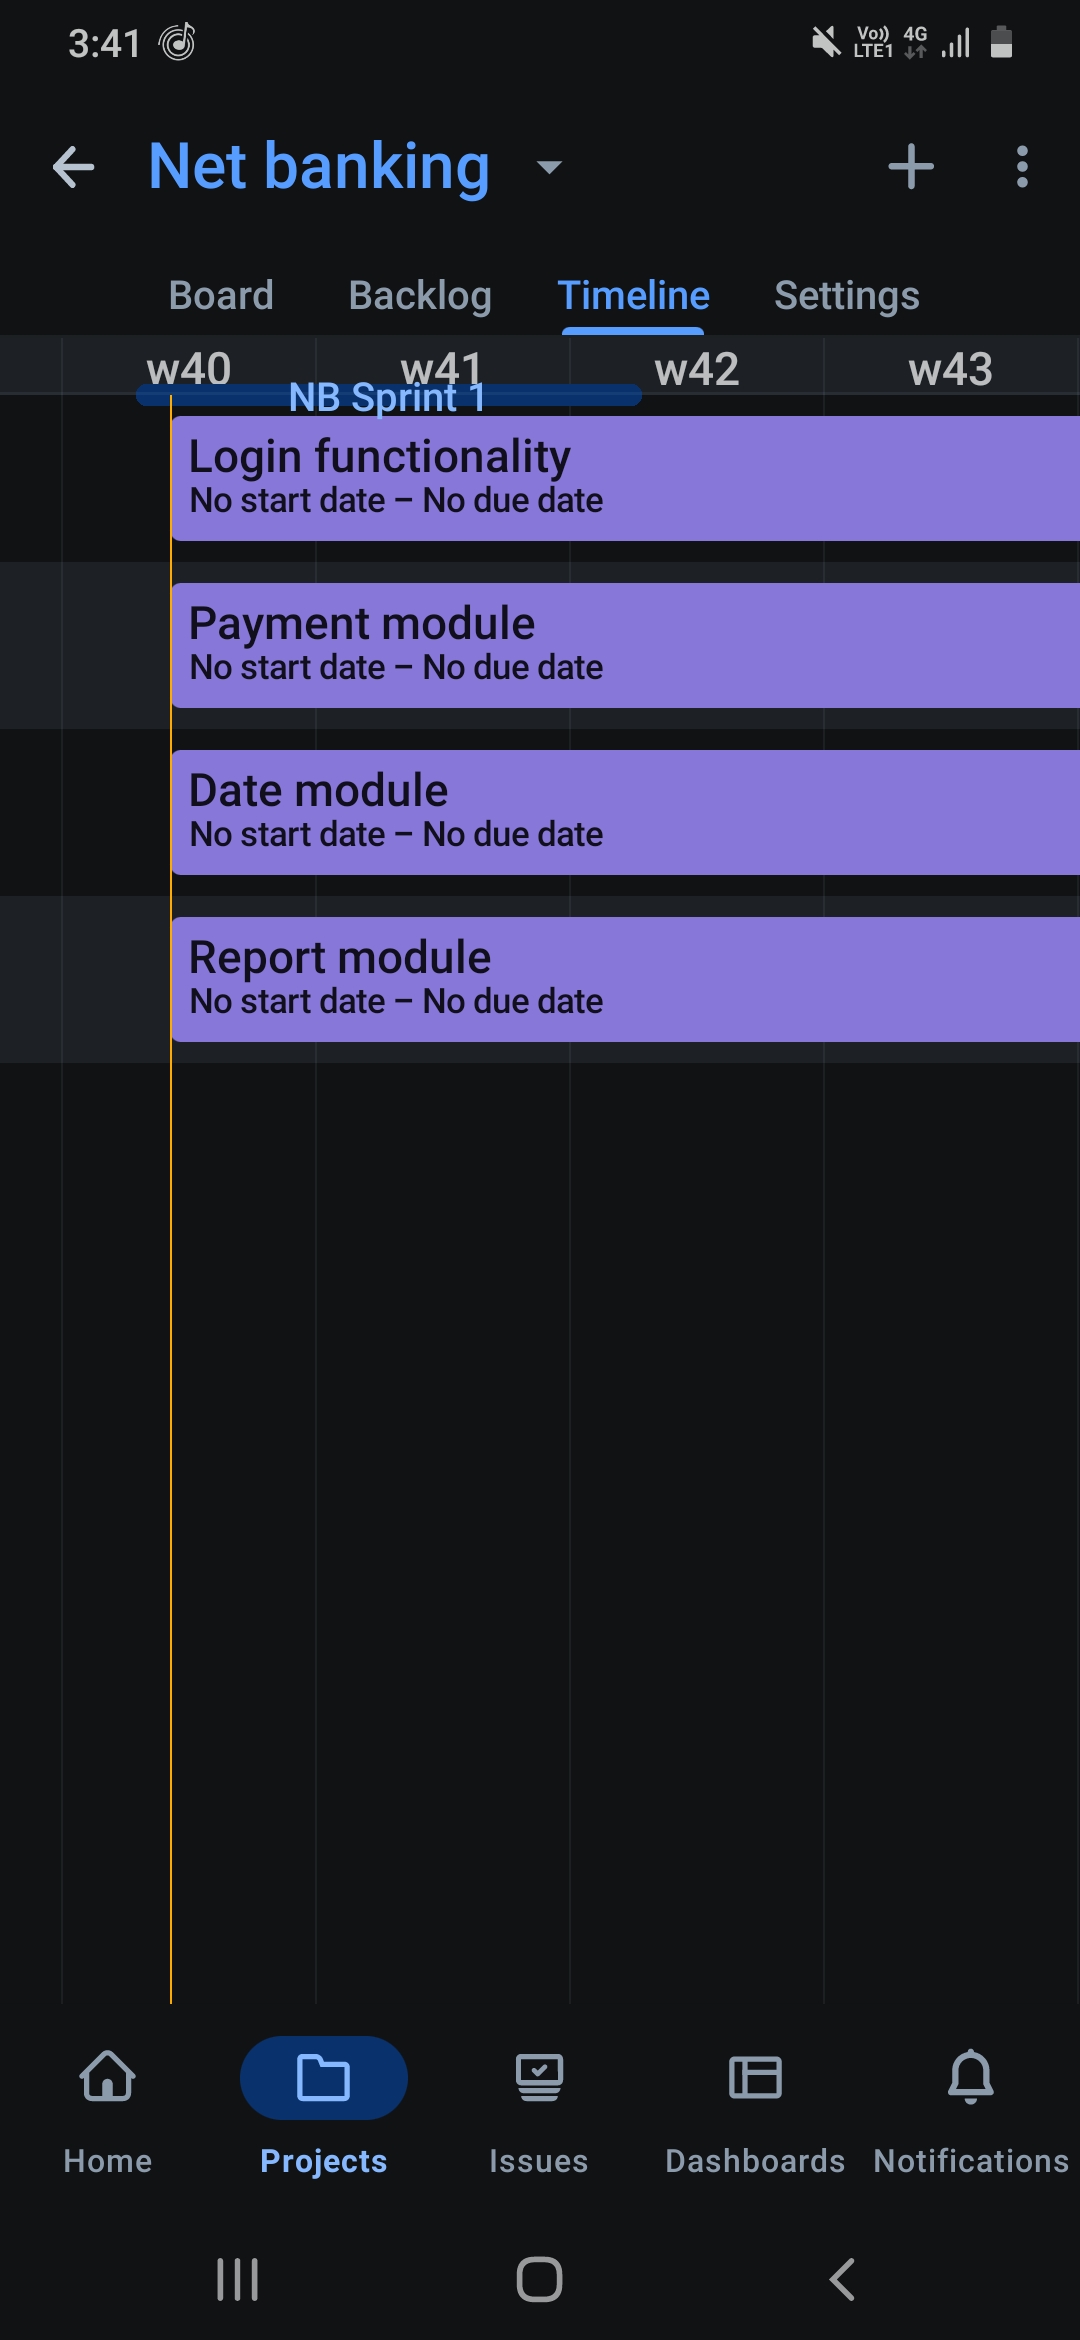 3:41
Vo)) LTE1 4G
Net banking
Board Backlog Timeline Settings
w40 w41 w42 w43
NB Sprint 1
Login functionality
No start date – No due date
Payment module
No start date – No due date
Date module
No start date – No due date
Report module
No start date – No due date
Home Projects Issues Dashboards Notifications